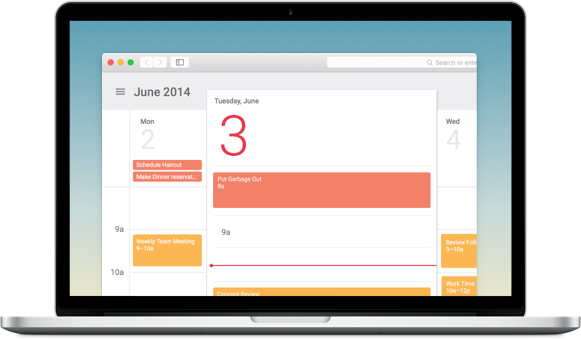 Search or ente
June 2014
Tuesday, June
3
Mon
2
Wed
4
Schedule Haircut
Make Dinner reservat...
Put Garbage Out
8a
9a
9a
Weekly Team Meeting
9–10a
Review Foll
9–10a
10a
Work Time
10a–12p
Concept Review